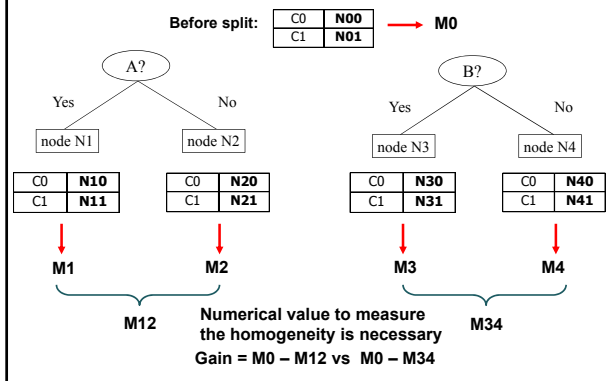 Before split:
C0 N00
C1 N01
M0
A?
Yes
No
node N1
node N2
C0 N10
C1 N11
C0 N20
C1 N21
M1
M2
M12
B?
Yes
No
node N3
node N4
C0 N30
C1 N31
C0 N40
C1 N41
M3
M4
M34
Numerical value to measure
the homogeneity is necessary
Gain = M0 – M12 vs M0 – M34